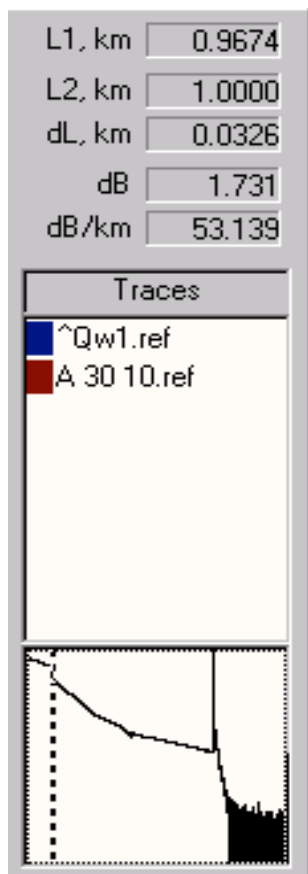 L1, km 0.9674
L2, km 1.0000
dL, km 0.0326
dB 1.731
dB/km 53.139
Traces
^Qw1.ref
A 30 10.ref